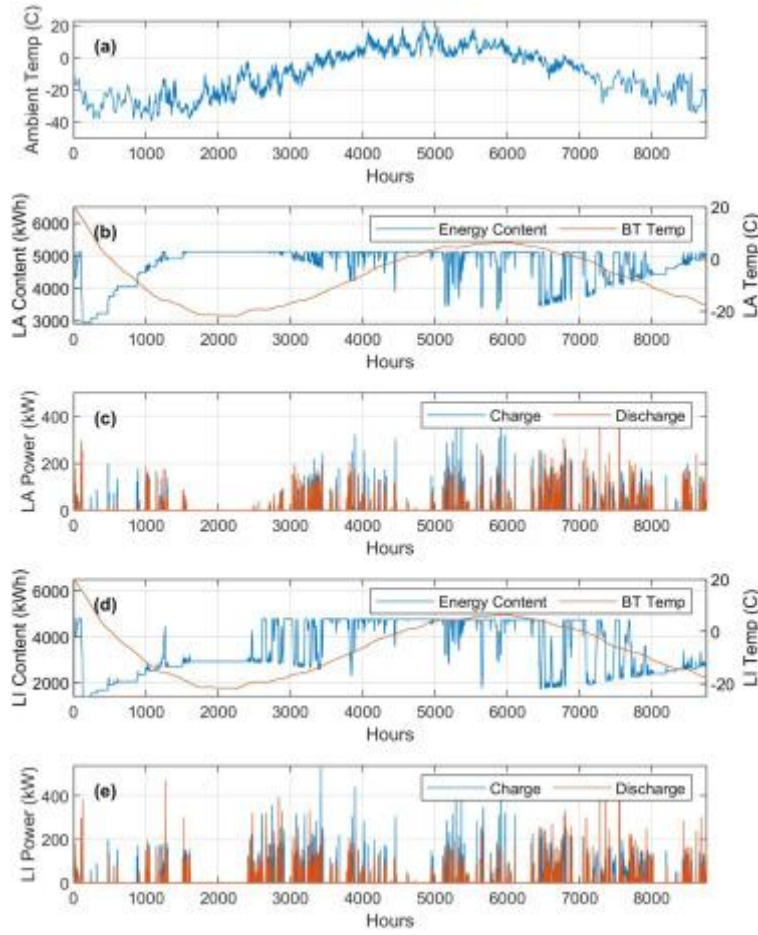 (a)
Ambient Temp (C)
20
0
-20
-40
0 1000 2000 3000 4000 5000 6000 7000 8000
Hours
(b)
LA Content (kWh)
6000
5000
4000
3000
Energy Content BT Temp
20
0
-20
LA Temp (C)
0 1000 2000 3000 4000 5000 6000 7000 8000
Hours
(c)
LA Power (kW)
400
200
0
Charge Discharge
0 1000 2000 3000 4000 5000 6000 7000 8000
Hours
(d)
LI Content (kWh)
6000
4000
2000
Energy Content BT Temp
20
0
-20
LI Temp (C)
0 1000 2000 3000 4000 5000 6000 7000 8000
Hours
(e)
LI Power (kW)
400
200
0
Charge Discharge
0 1000 2000 3000 4000 5000 6000 7000 8000
Hours